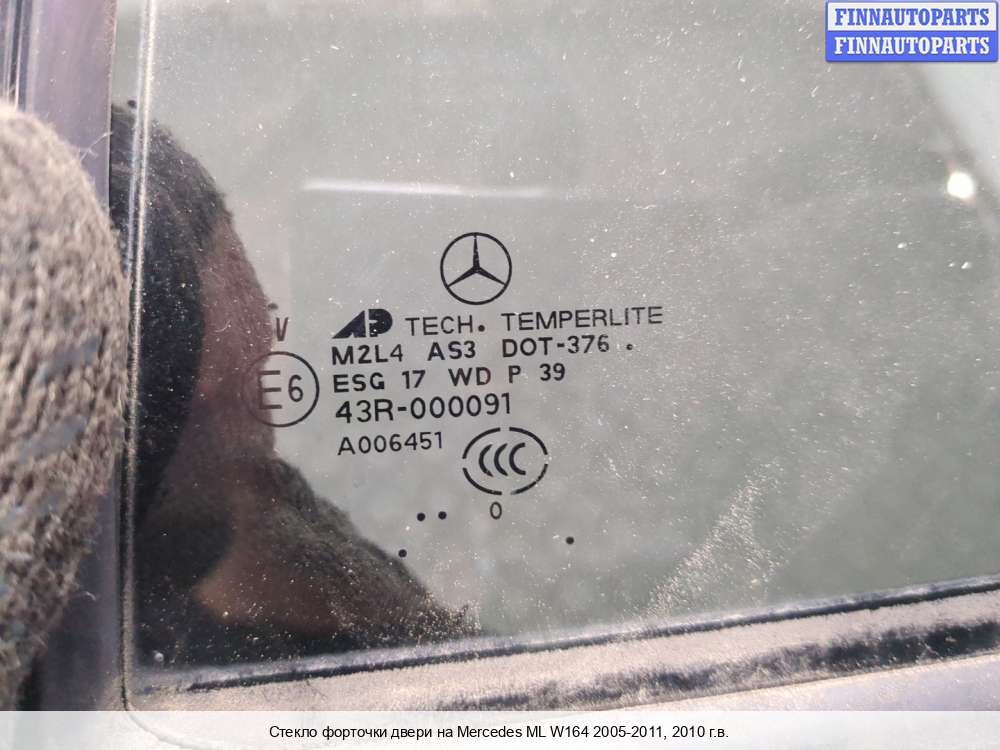 FINNAUTOPARTS
FINNAUTOPARTS
TECH. TEMPERLITE
M2L4 AS3 DOT-376 .
ESG 17 WD P 39
43R-000091
A006451
V
E6
CCC
0
Стекло форточки двери на Mercedes ML W164 2005-2011, 2010 г.в.